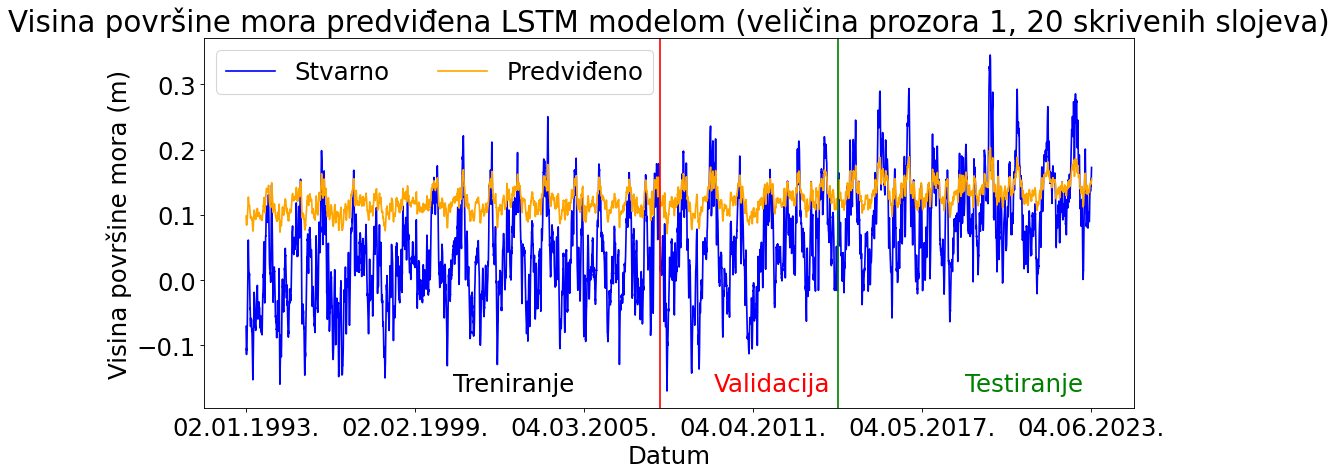 Visina površine mora predviđena LSTM modelom (veličina prozora 1, 20 skrivenih slojeva)
Stvarno
Predviđeno
Visina površine mora (m)
0.3
0.2
0.1
0.0
−0.1
Treniranje
Validacija
Testiranje
02.01.1993.
02.02.1999.
04.03.2005.
04.04.2011.
04.05.2017.
04.06.2023.
Datum